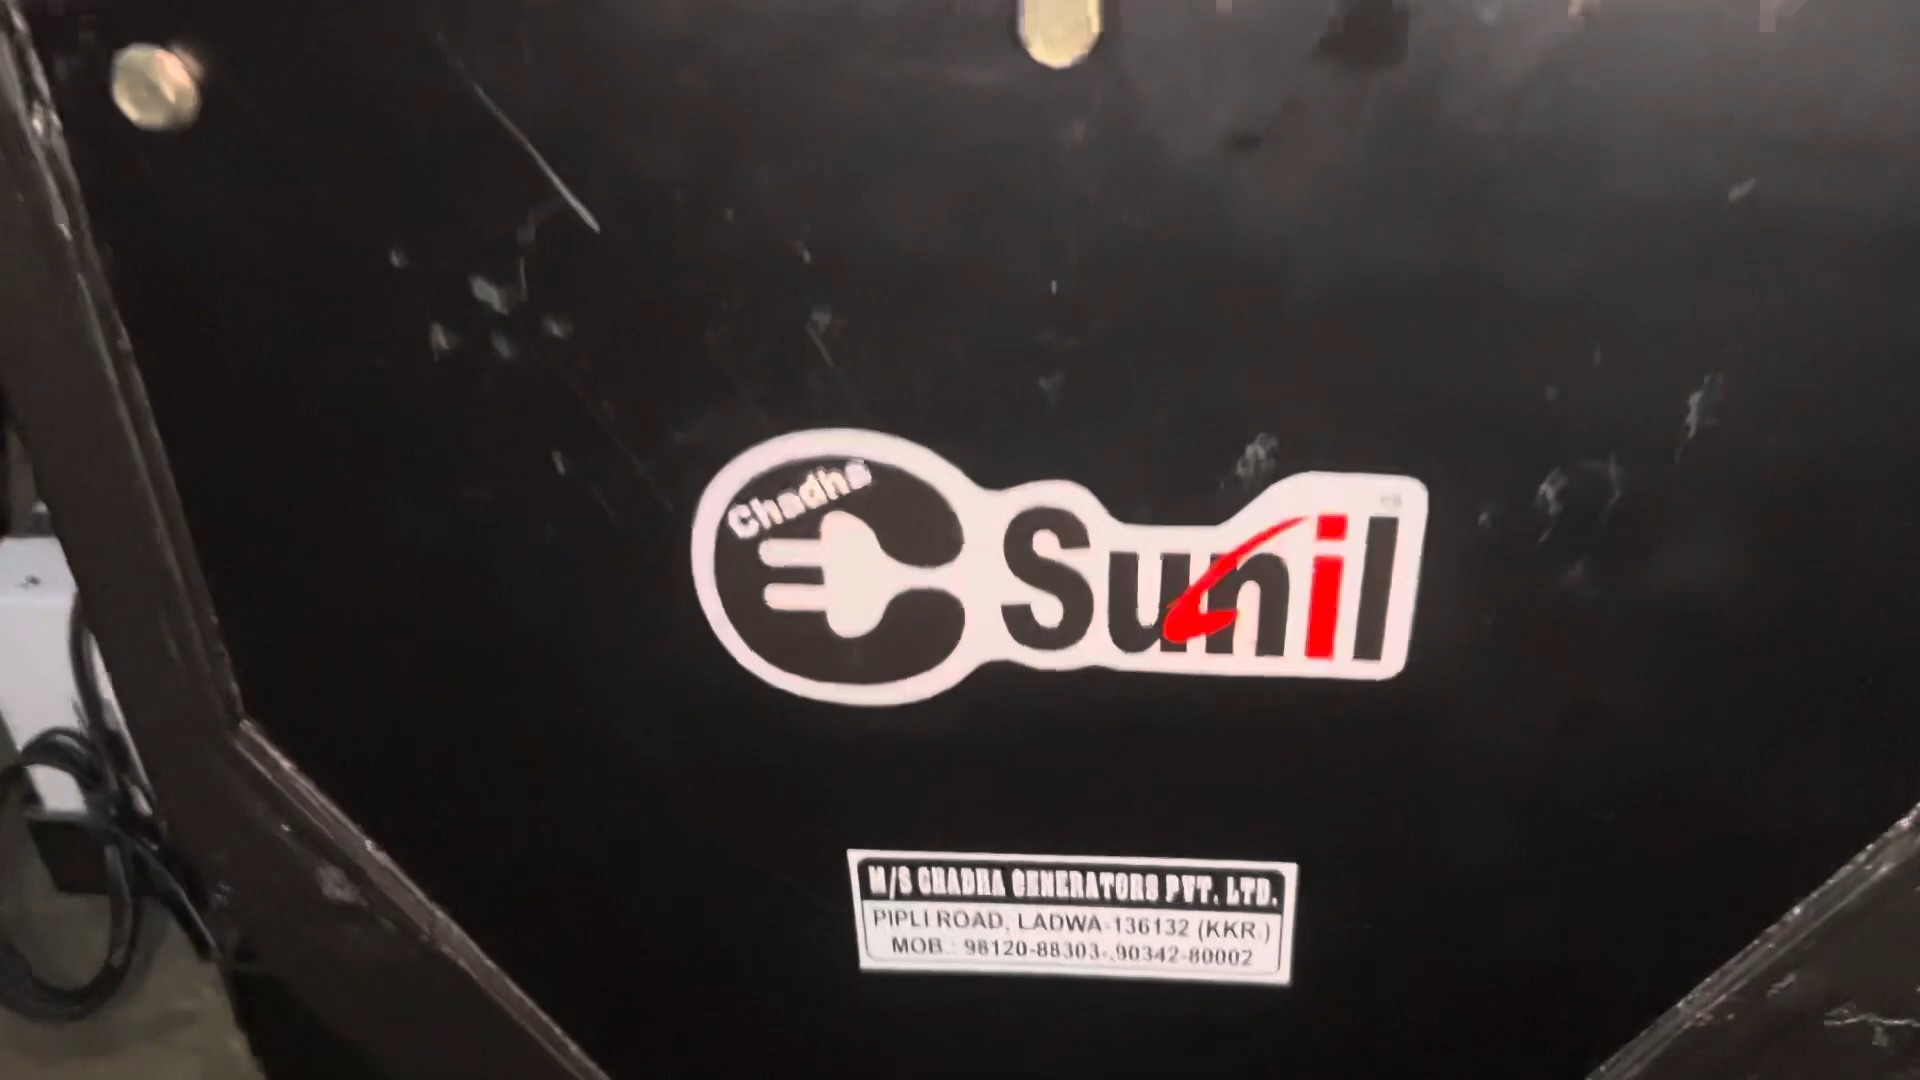 Chadha
Sunil
M/S CHADHA GENERATORS PVT. LTD.
PIPLI ROAD, LADWA-136132 (KKR.)
MOB.: 98120-88303-,90342-80002